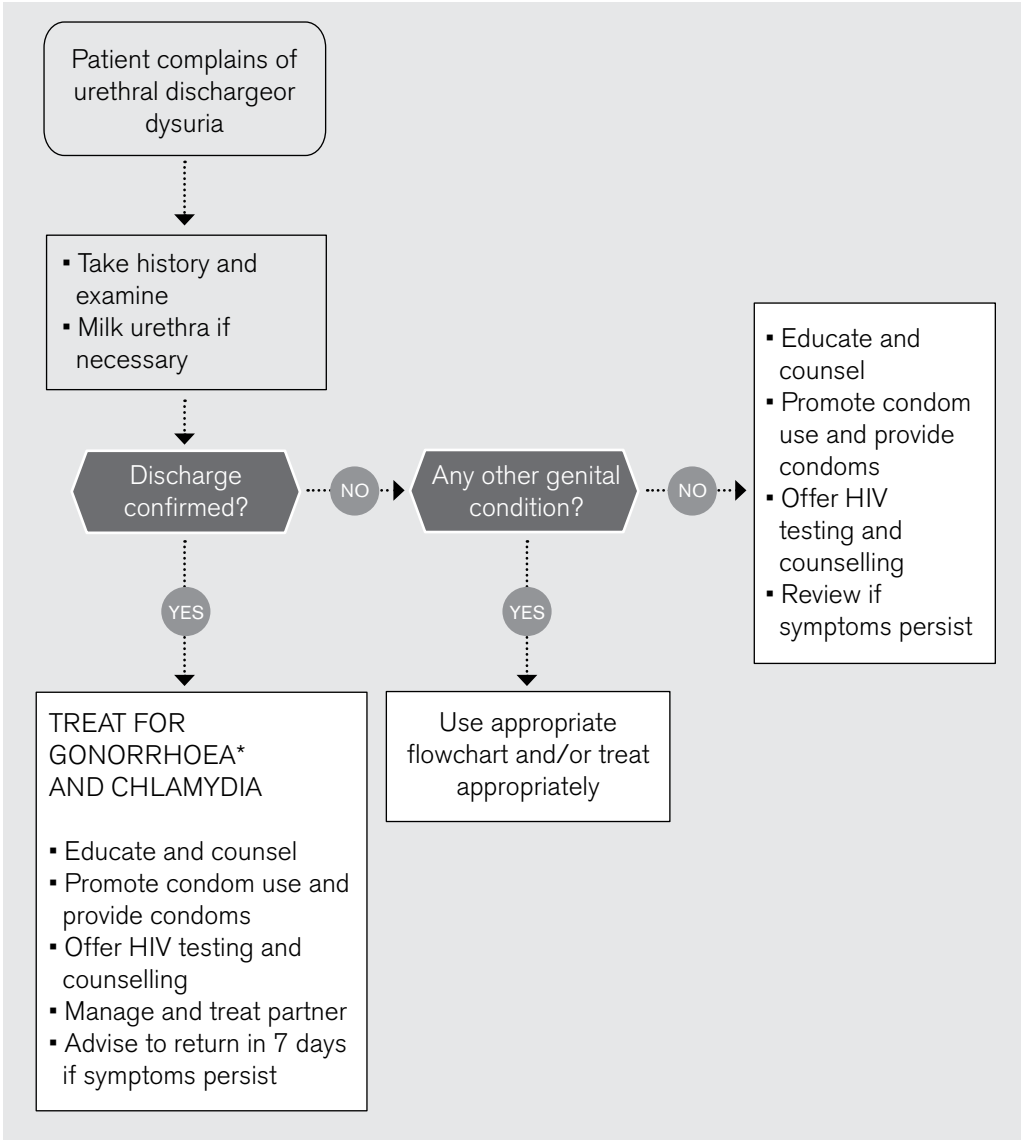 Patient complains of
urethral dischargeor
dysuria
▪ Take history and
examine
▪ Milk urethra if
necessary
Discharge
confirmed?
NO
Any other genital
condition?
NO
▪ Educate and
counsel
▪ Promote condom
use and provide
condoms
▪ Offer HIV
testing and
counselling
▪ Review if
symptoms persist
YES
YES
TREAT FOR
GONORRHOEA*
AND CHLAMYDIA
▪ Educate and counsel
▪ Promote condom use and
provide condoms
▪ Offer HIV testing and
counselling
▪ Manage and treat partner
▪ Advise to return in 7 days
if symptoms persist
Use appropriate
flowchart and/or treat
appropriately